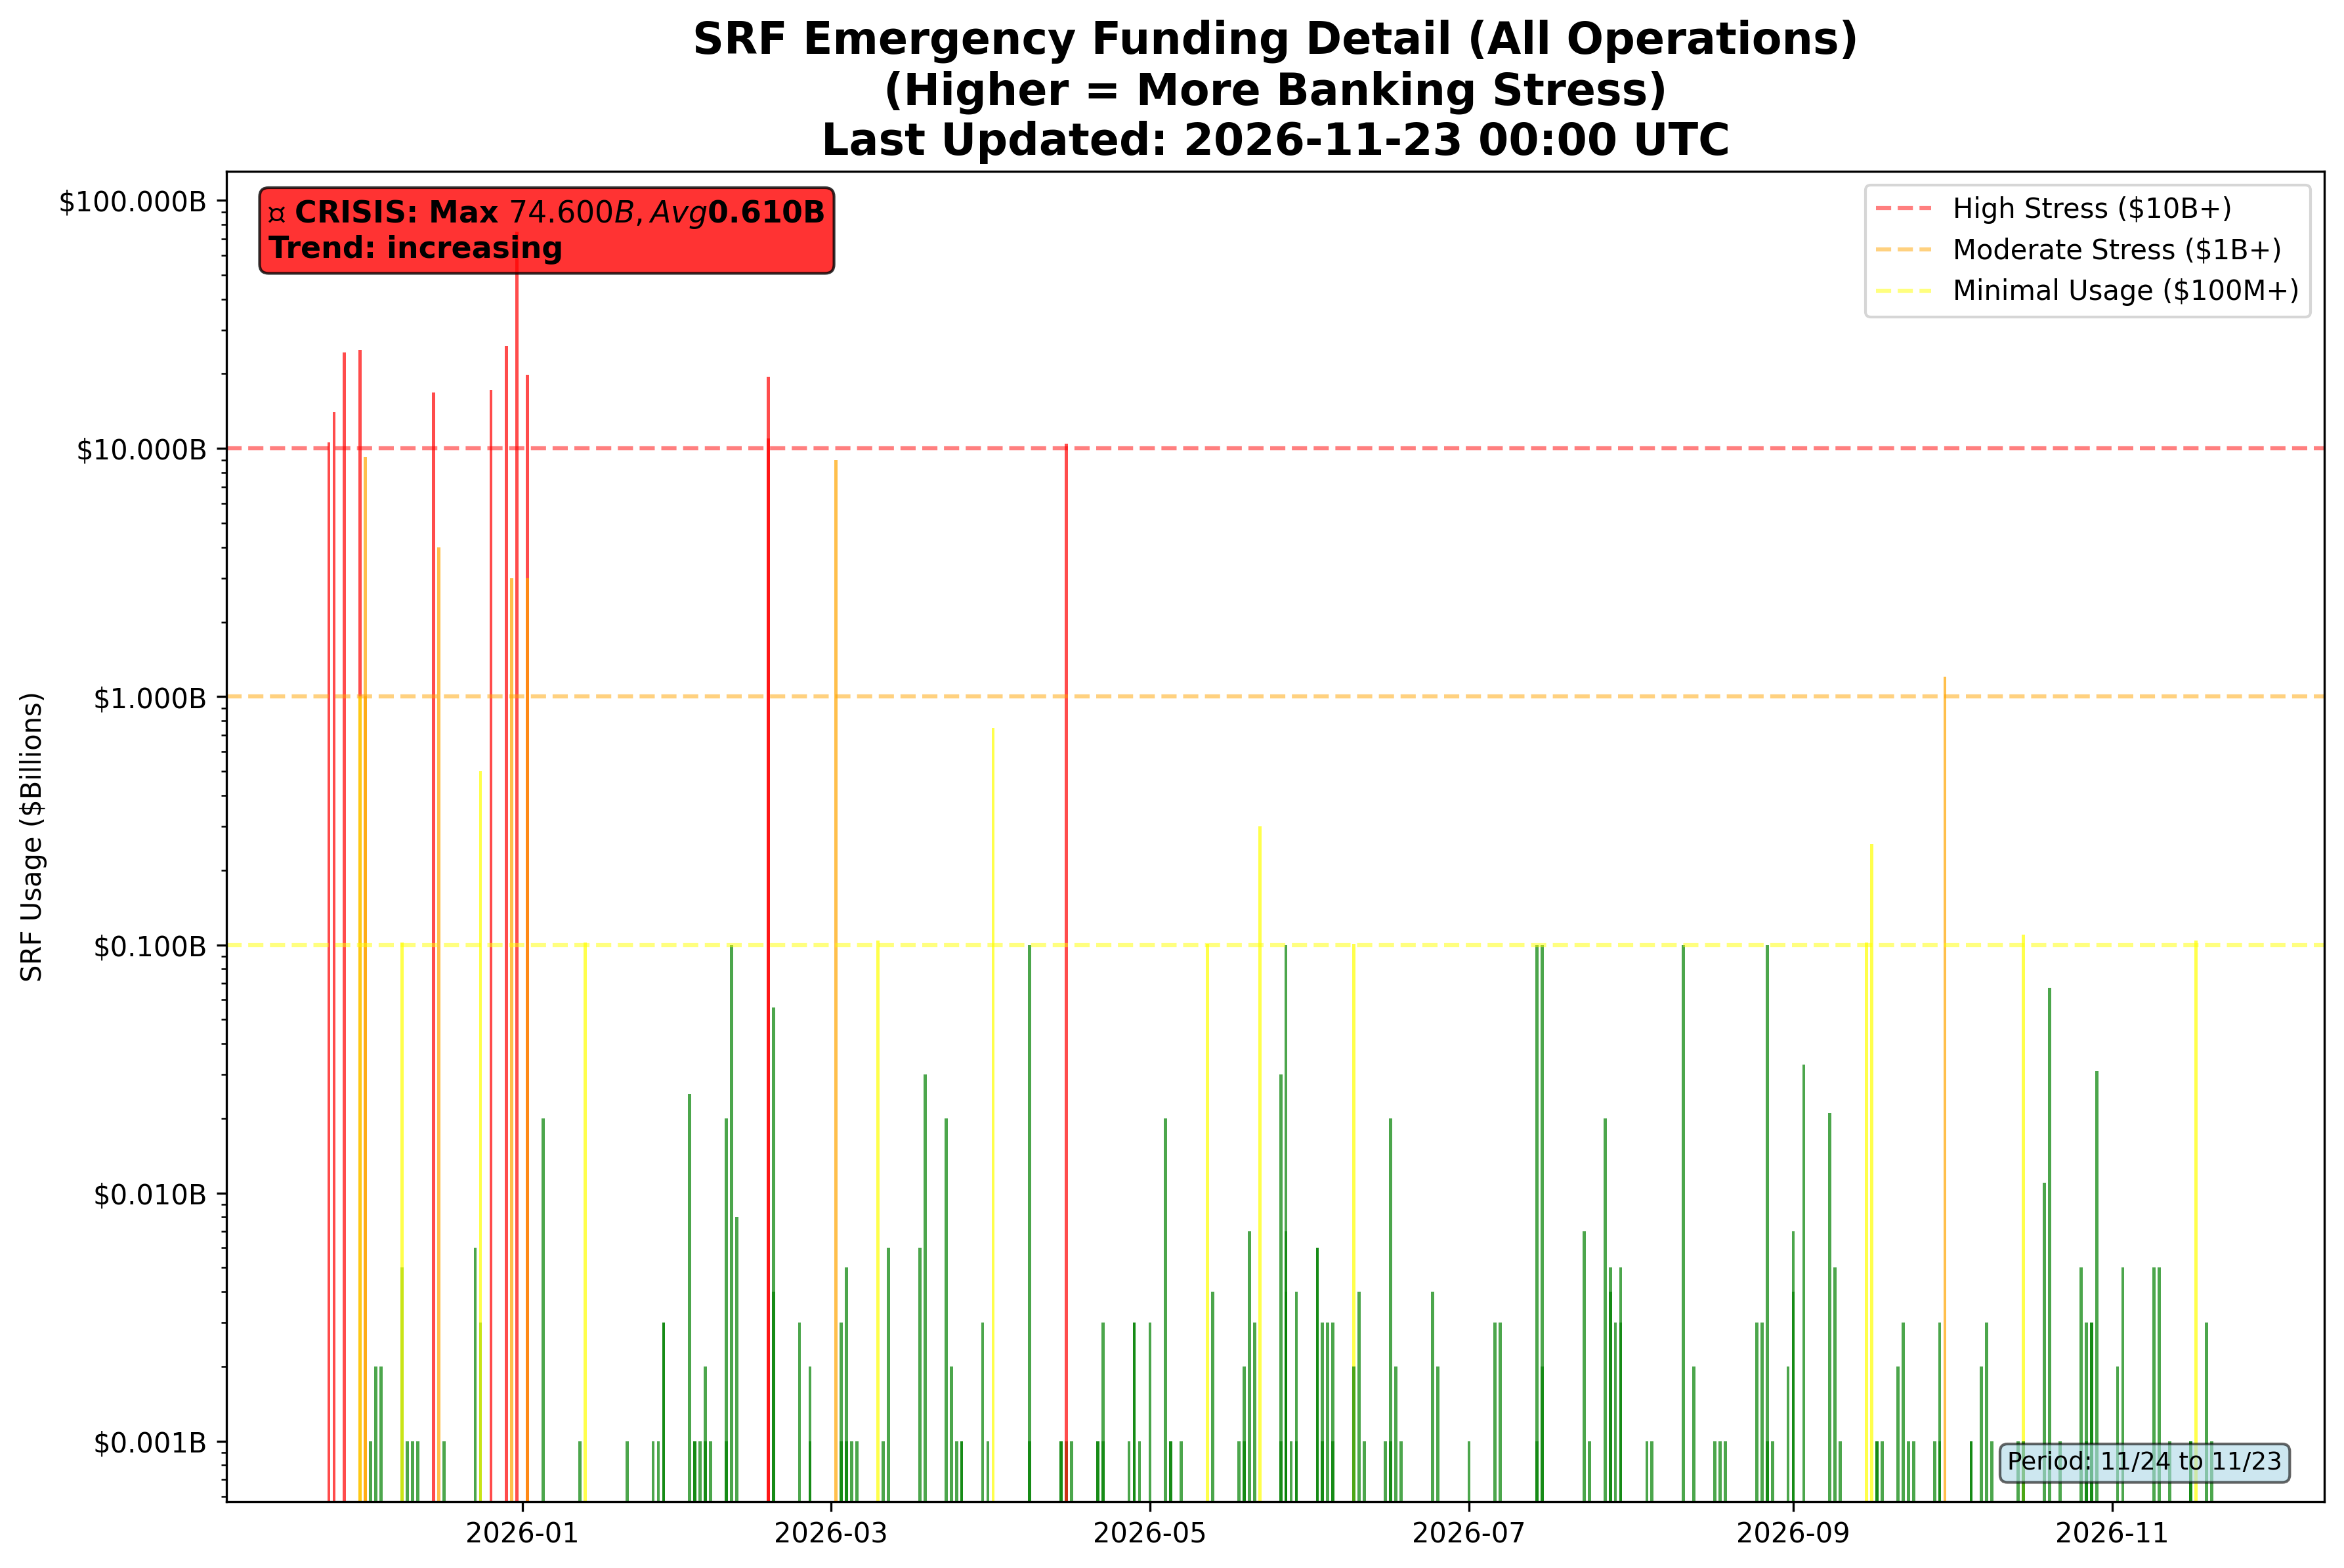 SRF Emergency Funding Detail (All Operations)
(Higher = More Banking Stress)
Last Updated: 2026-11-23 00:00 UTC
¤ CRISIS: Max 74.600B,Avg0.610B
Trend: increasing
High Stress ($10B+)
Moderate Stress ($1B+)
Minimal Usage ($100M+)
SRF Usage ($Billions)
$100.000B
$10.000B
$1.000B
$0.100B
$0.010B
$0.001B
Period: 11/24 to 11/23
2026-01
2026-03
2026-05
2026-07
2026-09
2026-11